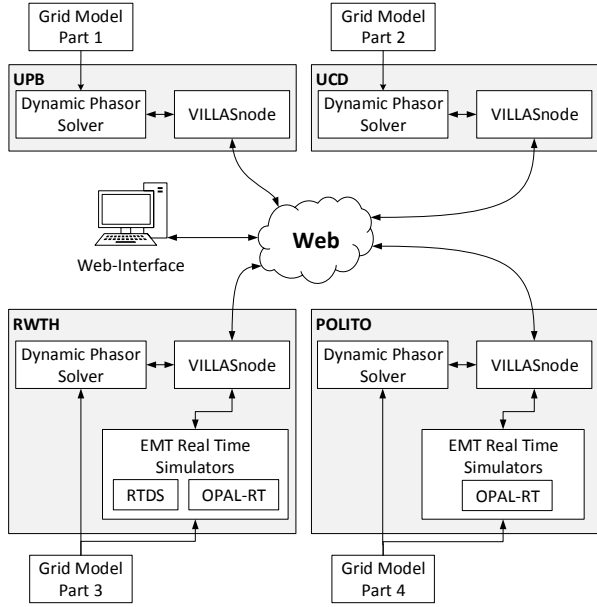 Grid Model
Part 1
Grid Model
Part 2
UPB
Dynamic Phasor
Solver
VILLASnode
UCD
Dynamic Phasor
Solver
VILLASnode
Web
Web-Interface
RWTH
Dynamic Phasor
Solver
VILLASnode
EMT Real Time
Simulators
RTDS
OPAL-RT
POLITO
Dynamic Phasor
Solver
VILLASnode
EMT Real Time
Simulators
OPAL-RT
Grid Model
Part 3
Grid Model
Part 4